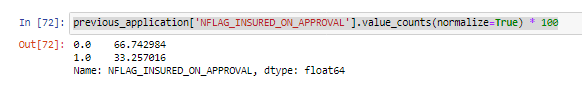 In [72]: previous_application['NFLAG_INSURED_ON_APPROVAL'].value_counts(normalize=True) * 100
Out[72]: 0.0    66.742984
1.0    33.257016
Name: NFLAG_INSURED_ON_APPROVAL, dtype: float64